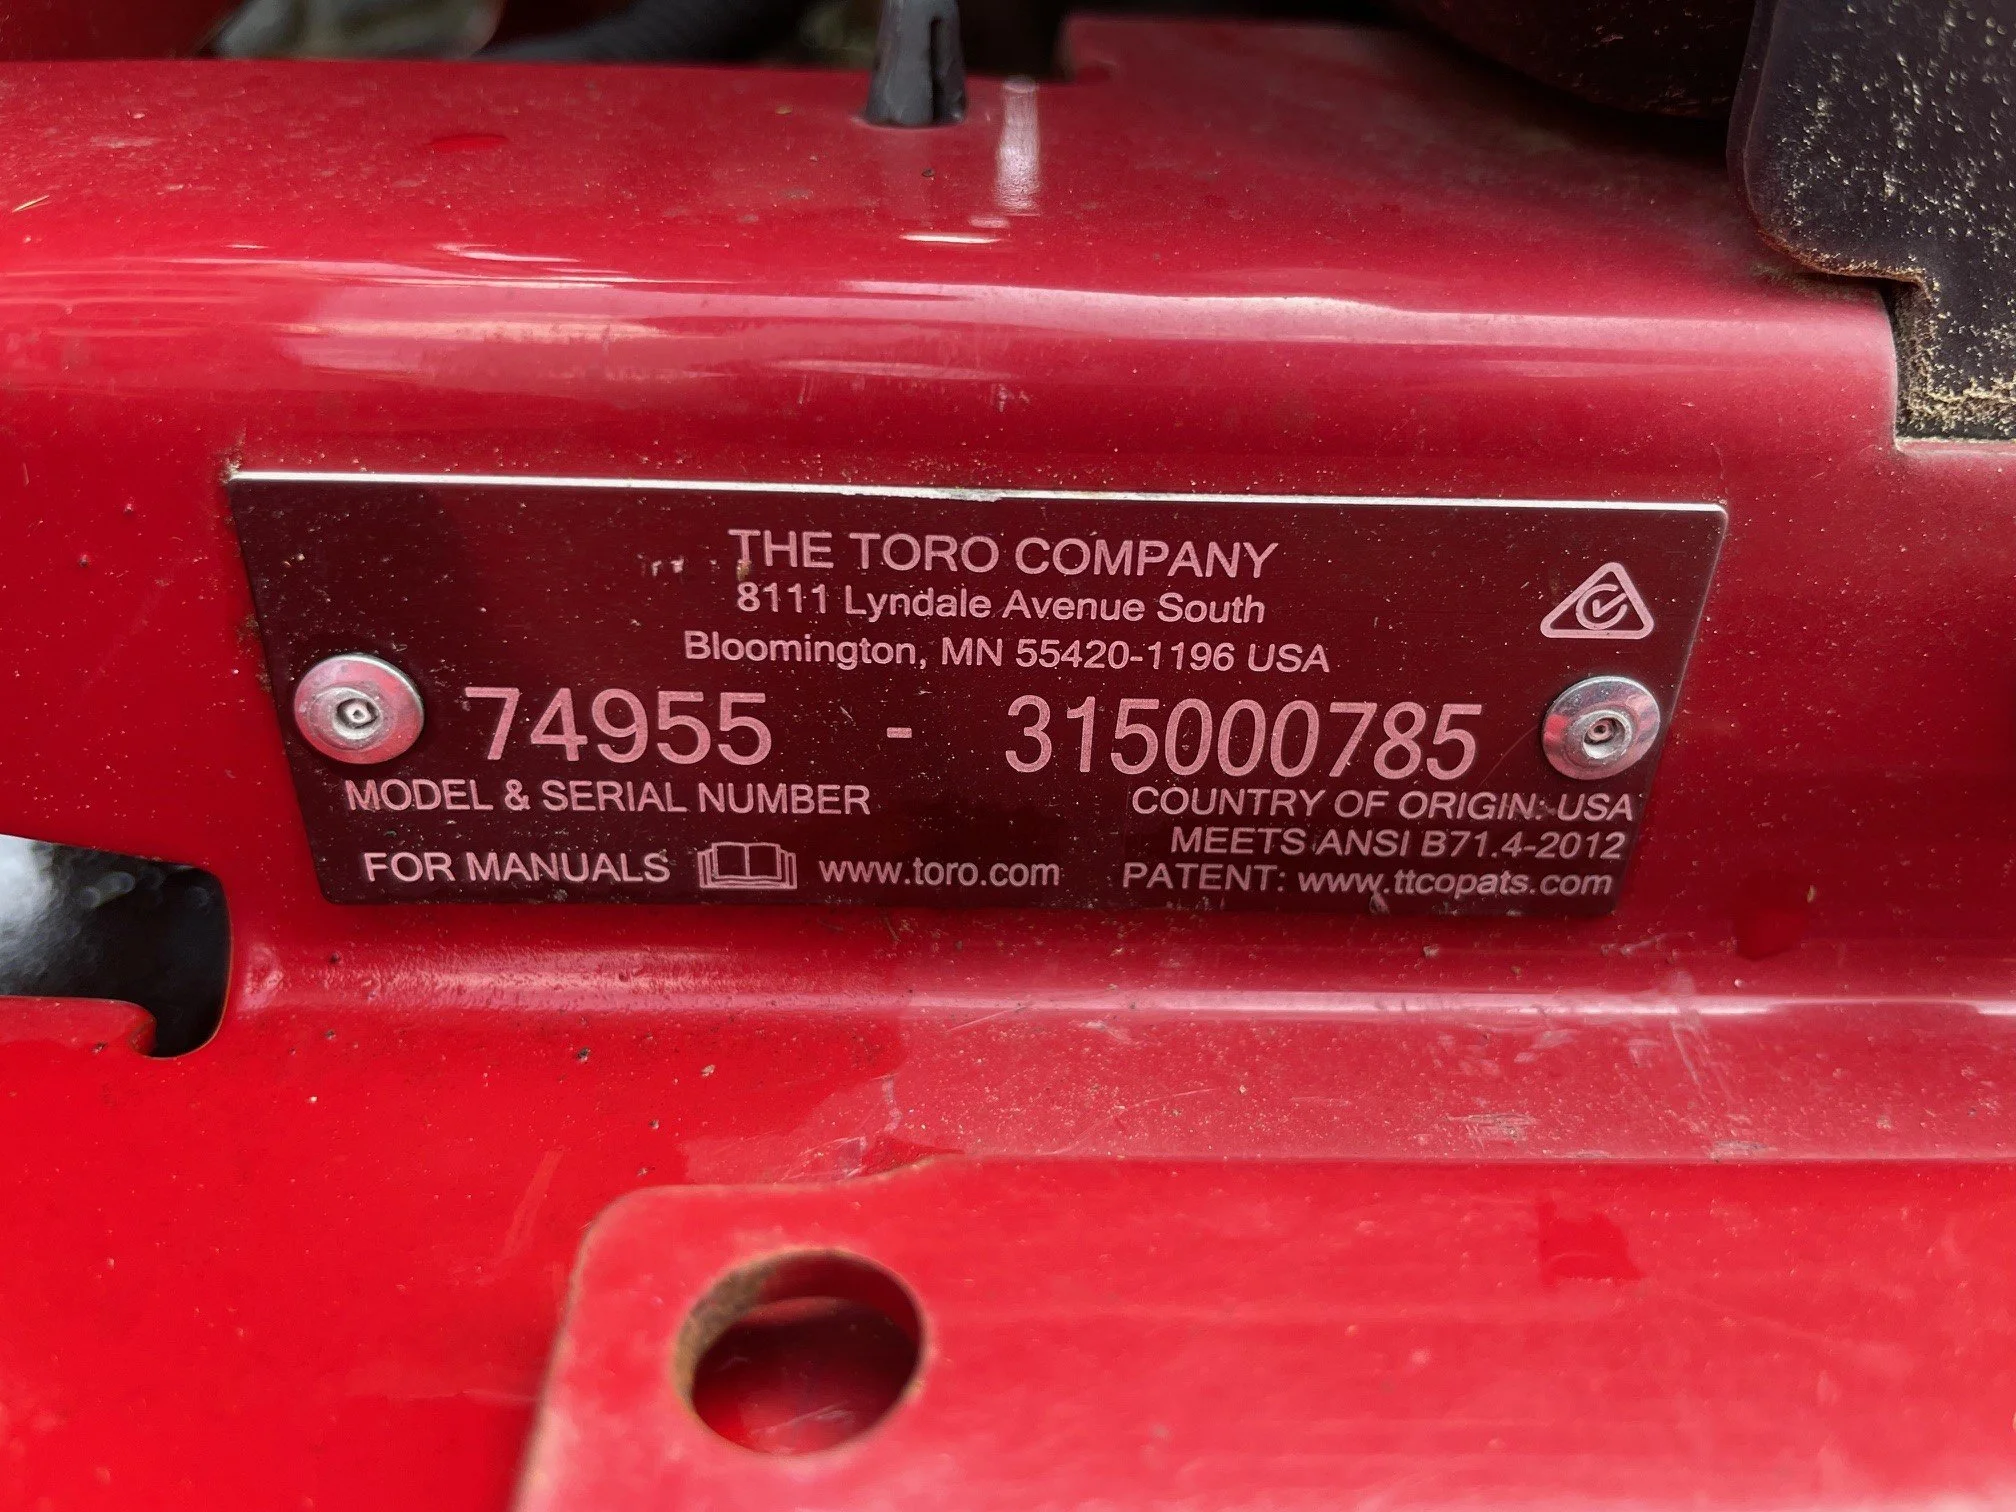 THE TORO COMPANY
8111 Lyndale Avenue South
Bloomington, MN 55420-1196 USA
74955 - 315000785
MODEL & SERIAL NUMBER
COUNTRY OF ORIGIN: USA
MEETS ANSI B71.4-2012
FOR MANUALS www.toro.com
PATENT: www.ttcopats.com